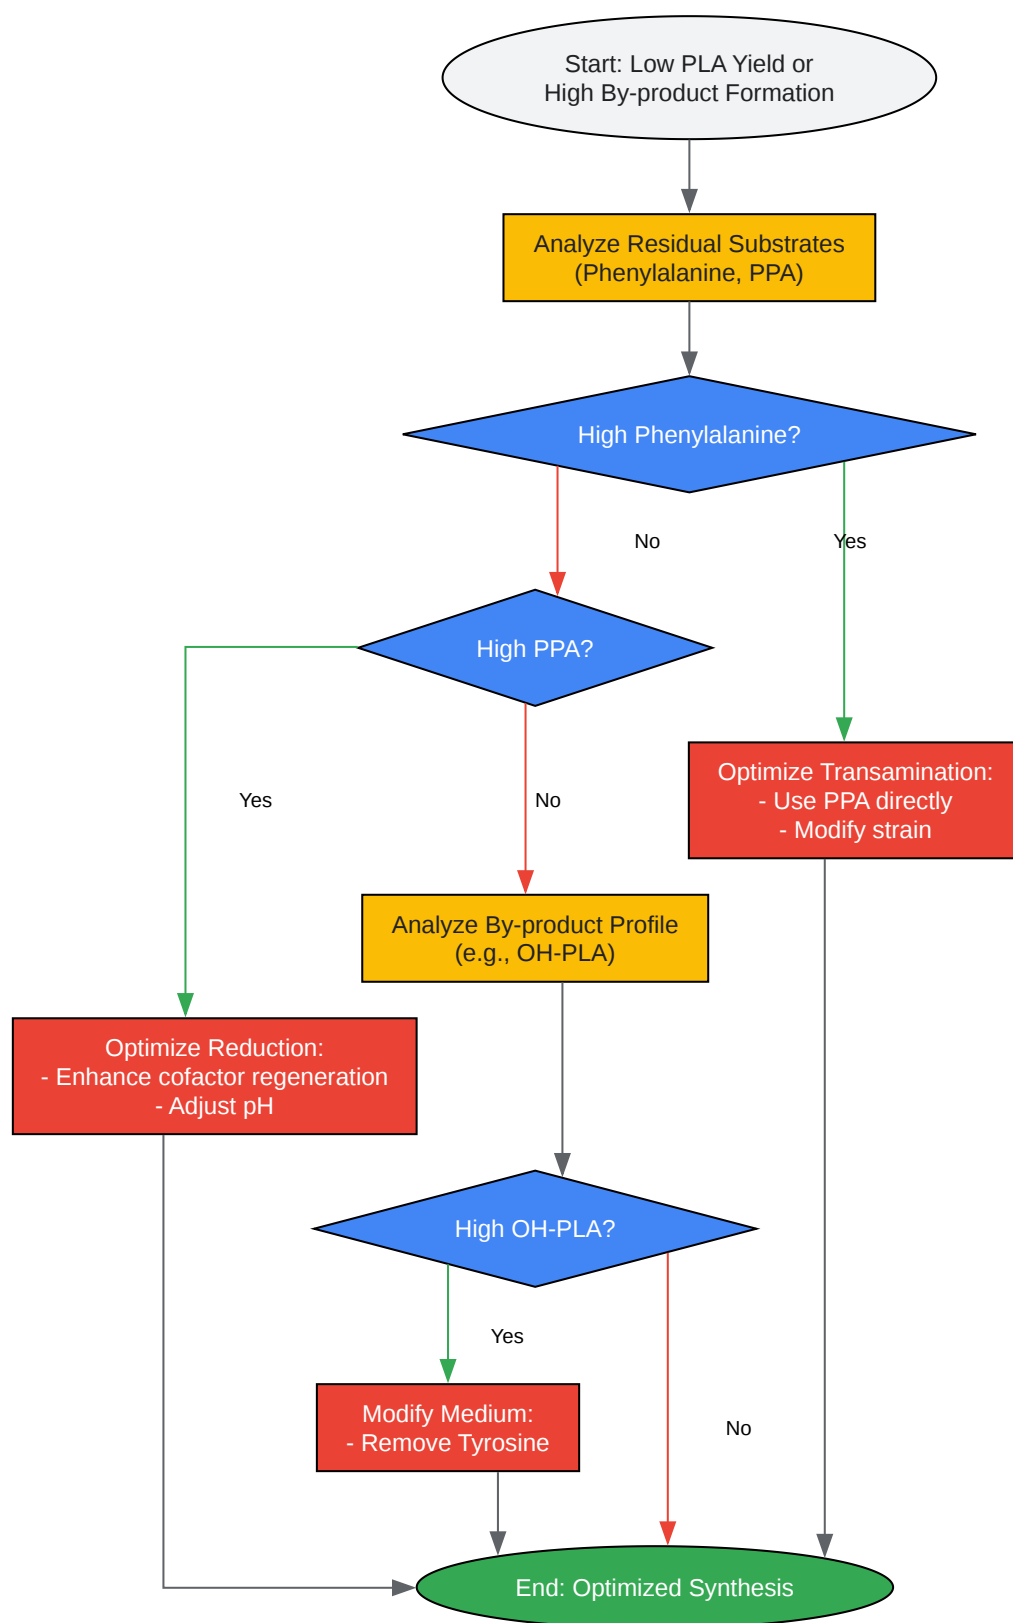 Start: Low PLA Yield or
High By-product Formation
Analyze Residual Substrates
(Phenylalanine, PPA)
High Phenylalanine?
No
Yes
High PPA?
Yes
No
Optimize Transamination:
- Use PPA directly
- Modify strain
Analyze By-product Profile
(e.g., OH-PLA)
Optimize Reduction:
- Enhance cofactor regeneration
- Adjust pH
High OH-PLA?
Yes
No
Modify Medium:
- Remove Tyrosine
End: Optimized Synthesis